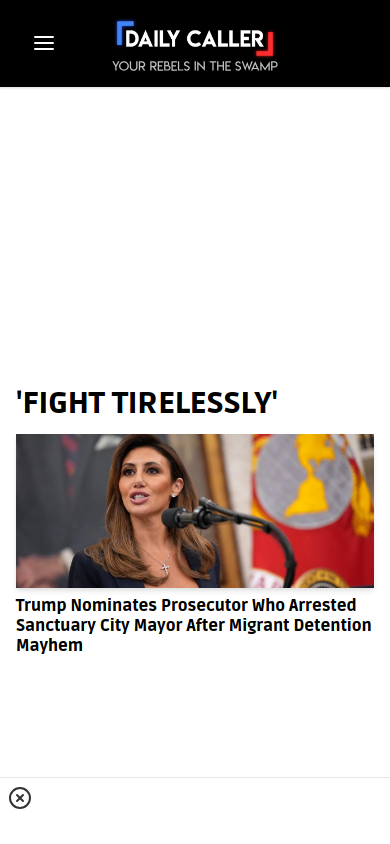 DAILY CALLER
YOUR REBELS IN THE SWAMP
'FIGHT TIRELESSLY'
Trump Nominates Prosecutor Who Arrested
Sanctuary City Mayor After Migrant Detention
Mayhem